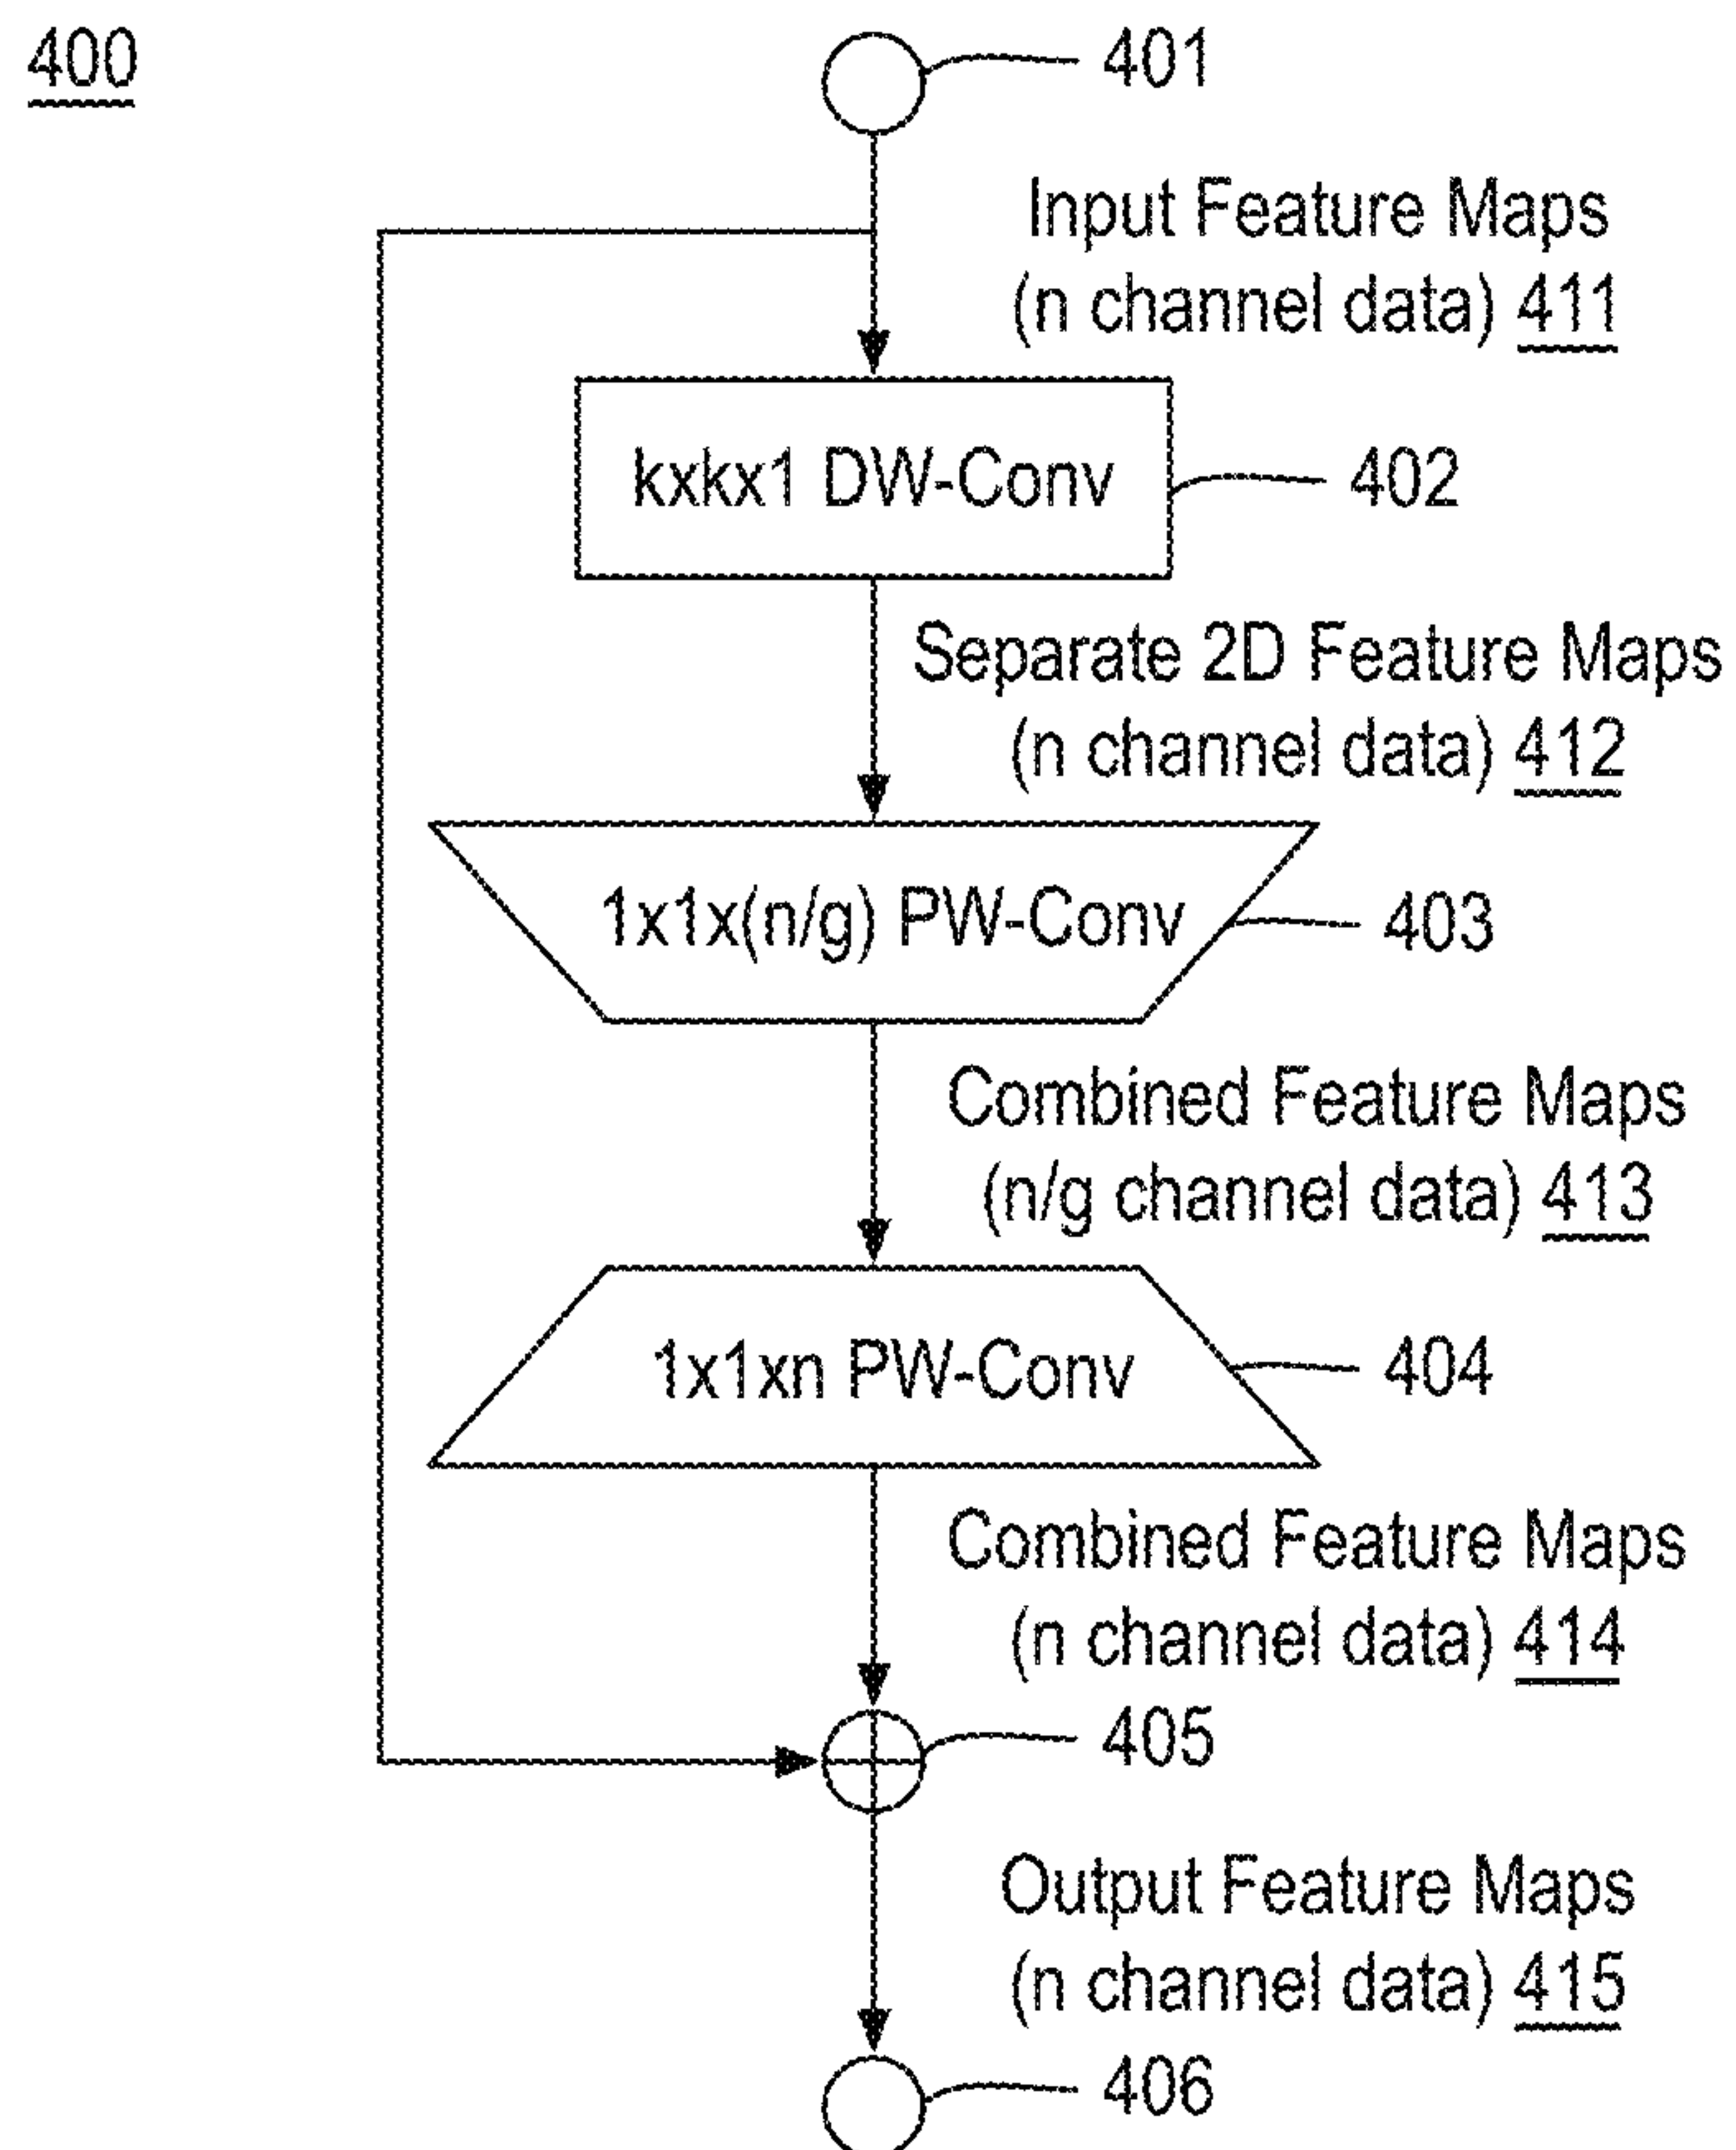 400
401
Input Feature Maps
(n channel data) 411
kxkx1 DW-Conv
402
Separate 2D Feature Maps
(n channel data) 412
1x1x(n/g) PW-Conv
403
Combined Feature Maps
(n/g channel data) 413
1x1xn PW-Conv
404
Combined Feature Maps
(n channel data) 414
405
Output Feature Maps
(n channel data) 415
406